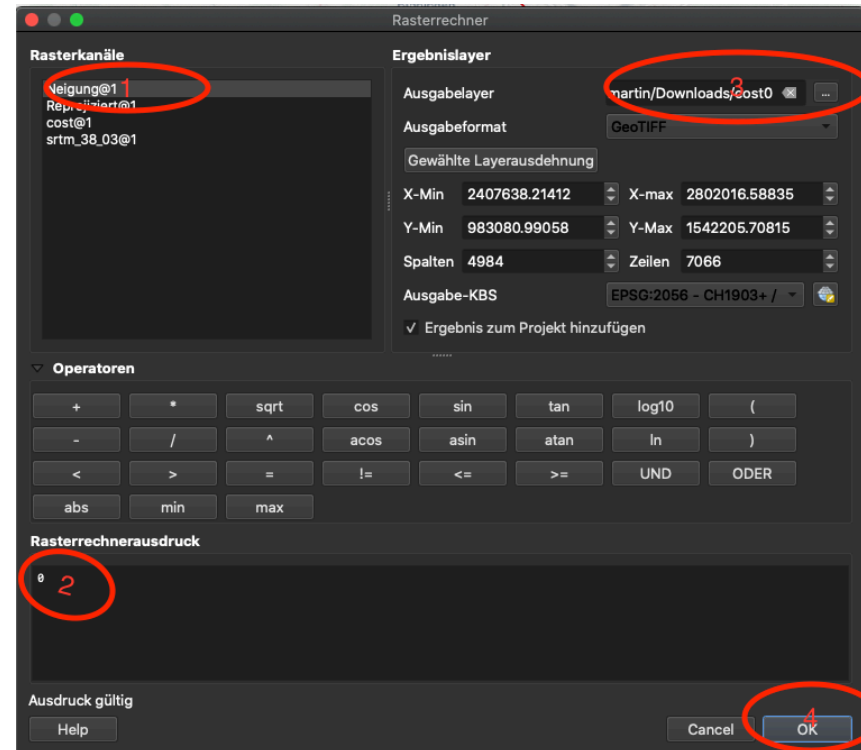 Rasterrechner
Rasterkanäle
Neigung@1
1
Reprojiziert@1
cost@1
srtm_38_03@1
Ergebnislayer
Ausgabelayer
martin/Downloads/cost0
...
3
Ausgabeformat
GeoTIFF
Gewählte Layerausdehnung
X-Min 2407638.21412 X-max 2802016.58835
Y-Min 983080.99058 Y-Max 1542205.70815
Spalten 4984 Zeilen 7066
Ausgabe-KBS EPSG:2056 - CH1903+ /
Ergebnis zum Projekt hinzufügen
Operatoren
+ * sqrt cos sin tan log10 (
- / ^ acos asin atan ln )
< > = != <= >= UND ODER
abs min max
Rasterrechnerausdruck
0
2
Ausdruck gültig
Help Cancel OK
4